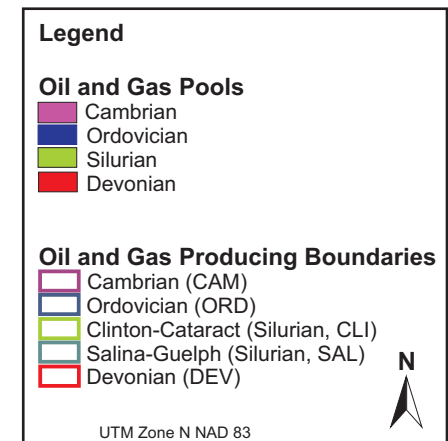 Legend
Oil and Gas Pools
Cambrian
Ordovician
Silurian
Devonian
Oil and Gas Producing Boundaries
Cambrian (CAM)
Ordovician (ORD)
Clinton-Cataract (Silurian, CLI)
Salina-Guelph (Silurian, SAL)
Devonian (DEV)
N
UTM Zone N NAD 83